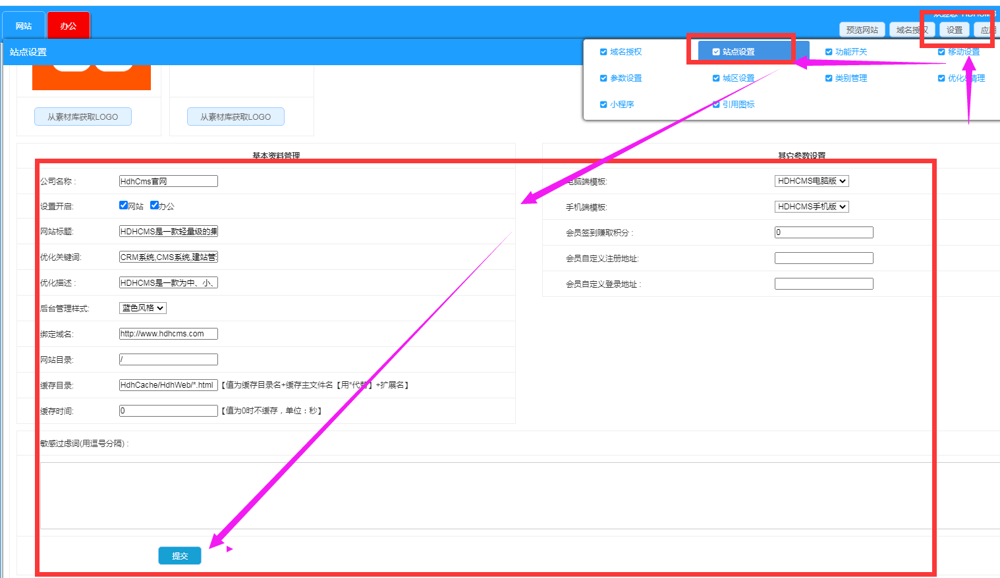 网站
办公
欢迎您 HDHCMS
预览网站
域名授权
设置
应用
站点设置
域名授权
站点设置
功能开关
移动设置
参数设置
城区设置
类别管理
优化&清理
小程序
引用图标
从素材库获取LOGO
从素材库获取LOGO
基本资料管理
公司名称 :
HdhCms官网
设置开启:
网站
办公
网站标题:
HDHCMS是一款轻量级的集
优化关键词:
CRM系统,CMS系统,建站管
优化描述 :
HDHCMS是一款为中、小、
后台管理样式:
蓝色风格
绑定域名:
http://www.hdhcms.com
网站目录:
/
缓存目录:
HdhCache/HdhWeb/*.html
【值为缓存目录名+缓存主文件名【用*代替】+扩展名】
缓存时间:
0
【值为0时不缓存，单位：秒】
其它参数设置
电脑端模板:
HDHCMS电脑版
手机端模板:
HDHCMS手机版
会员签到赚取积分 :
0
会员自定义注册地址:
会员自定义登录地址 :
敏感过虑词(用逗号分隔) :
提交